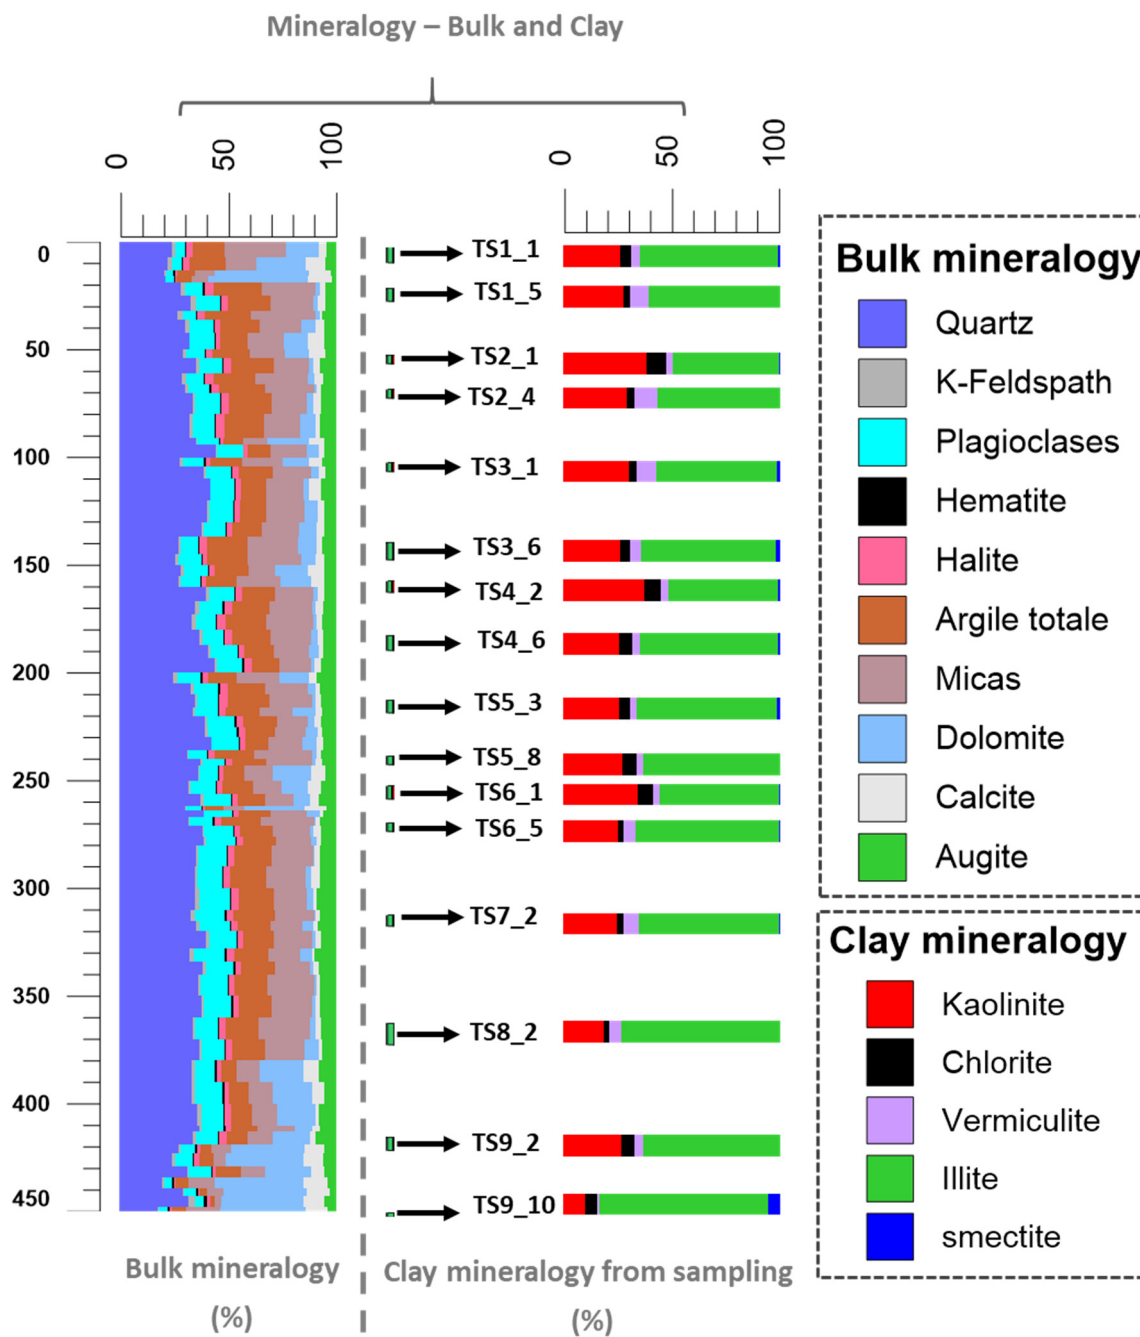 Mineralogy – Bulk and Clay
0 50 100
0 50 100
0
50
100
150
200
250
300
350
400
450
TS1_1
TS1_5
TS2_1
TS2_4
TS3_1
TS3_6
TS4_2
TS4_6
TS5_3
TS5_8
TS6_1
TS6_5
TS7_2
TS8_2
TS9_2
TS9_10
Bulk mineralogy
(%)
Clay mineralogy from sampling
(%)
Bulk mineralogy
Quartz
K-Feldspath
Plagioclases
Hematite
Halite
Argile totale
Micas
Dolomite
Calcite
Augite
Clay mineralogy
Kaolinite
Chlorite
Vermiculite
Illite
smectite